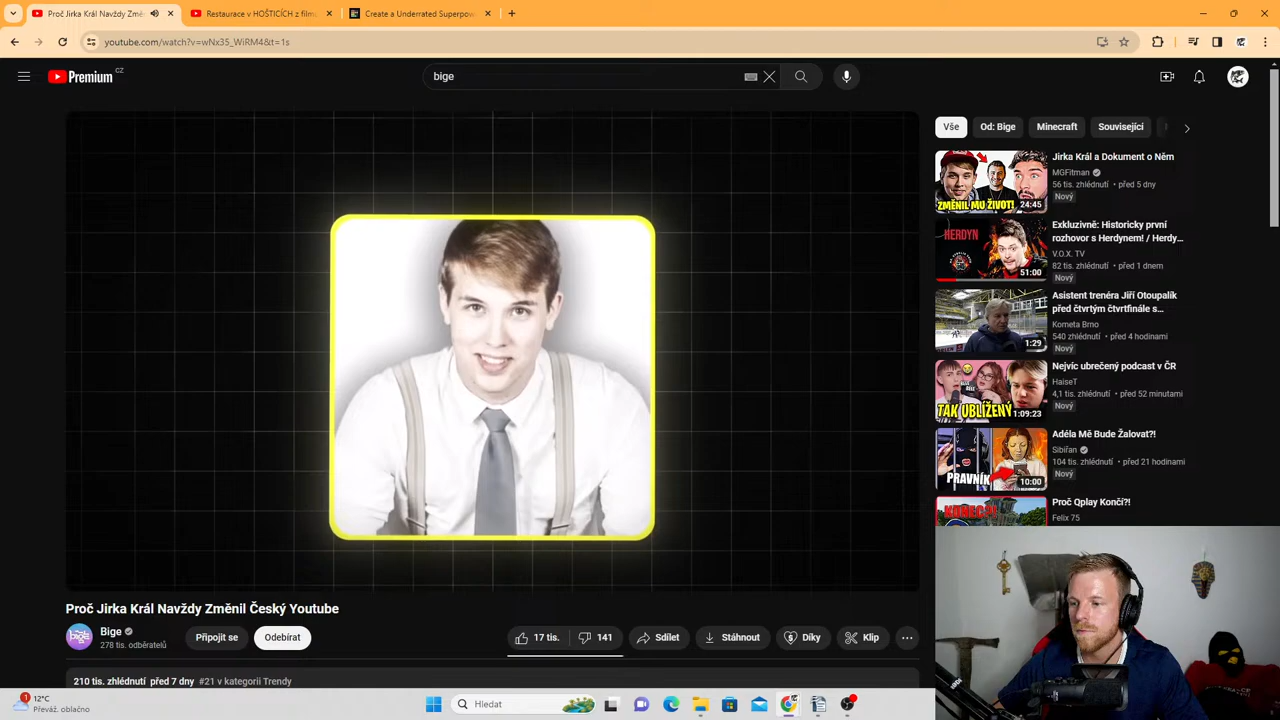 Proč Jirka Král Navždy Změn
Restaurace v HOŠTICÍCH z film
Create a Underrated Superpow
youtube.com/watch?v=wNx35_WiRM4&t=1s
Premium CZ
bige
Vše
Od: Bige
Minecraft
Související
Jirka Král a Dokument o Něm
MGFitman
56 tis. zhlédnutí • před 5 dny
Nový
ZMĚNIL MU ŽIVOT!
24:45
Exkluzivně: Historicky první
rozhovor s Herdynem! / Herdy...
V.O.X. TV
82 tis. zhlédnutí • před 1 dnem
Nový
HERDYN
51:00
Asistent trenéra Jiří Otoupalík
před čtvrtým čtvrtfinále s...
Kometa Brno
540 zhlédnutí • před 4 hodinami
Nový
1:29
Nejvíc ubrečený podcast v ČR
HaiseT
4,1 tis. zhlédnutí • před 52 minutami
Nový
TAK UBLÍŽENÝ
1:09:23
Adéla Mě Bude Žalovat?!
Sibiřan
104 tis. zhlédnutí • před 21 hodinami
Nový
PRÁVNÍK
10:00
Proč Qplay Končí?!
Felix 75
KONEC?!
Proč Jirka Král Navždy Změnil Český Youtube
bige
Bige
278 tis. odběratelů
Připojit se
Odebírat
17 tis.
141
Sdílet
Stáhnout
Díky
Klip
210 tis. zhlédnutí před 7 dny #21 v kategorii Trendy
1
12°C
Převáž. oblačno
Hledat